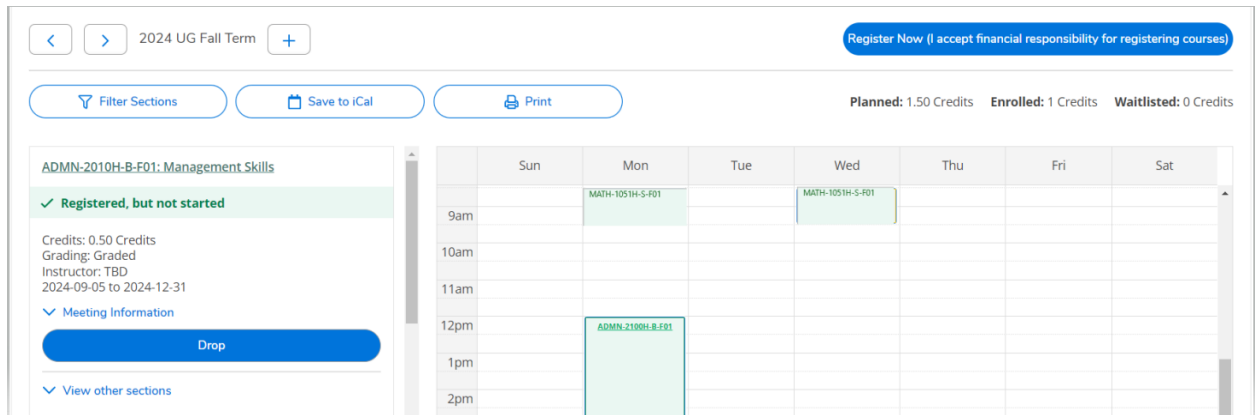 2024 UG Fall Term
Register Now (I accept financial responsibility for registering courses)
Filter Sections
Save to iCal
Print
Planned: 1.50 Credits Enrolled: 1 Credits Waitlisted: 0 Credits
ADMN-2010H-B-F01: Management Skills
Registered, but not started
Credits: 0.50 Credits
Grading: Graded
Instructor: TBD
2024-09-05 to 2024-12-31
Meeting Information
Drop
View other sections
Sun Mon Tue Wed Thu Fri Sat
MATH-1051H-S-F01 MATH-1051H-S-F01
9am
10am
11am
12pm ADMN-2100H-B-F01
1pm
2pm